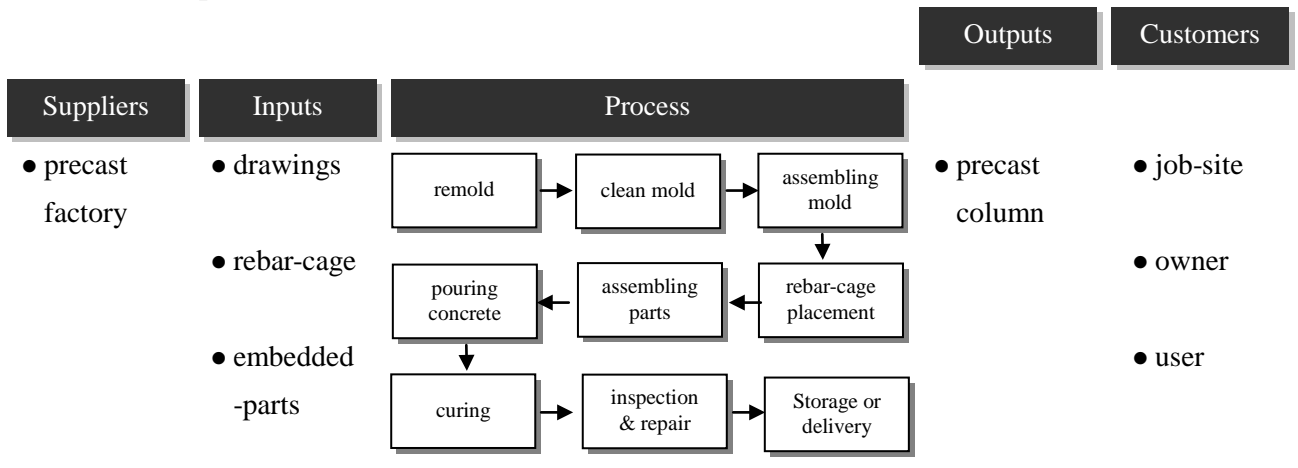 Outputs
Customers
Suppliers
Inputs
Process
● precast
factory
● drawings
● rebar-cage
● embedded
-parts
remold
clean mold
assembling
mold
rebar-cage
placement
assembling
parts
pouring
concrete
curing
inspection
& repair
Storage or
delivery
● precast
column
● job-site
● owner
● user